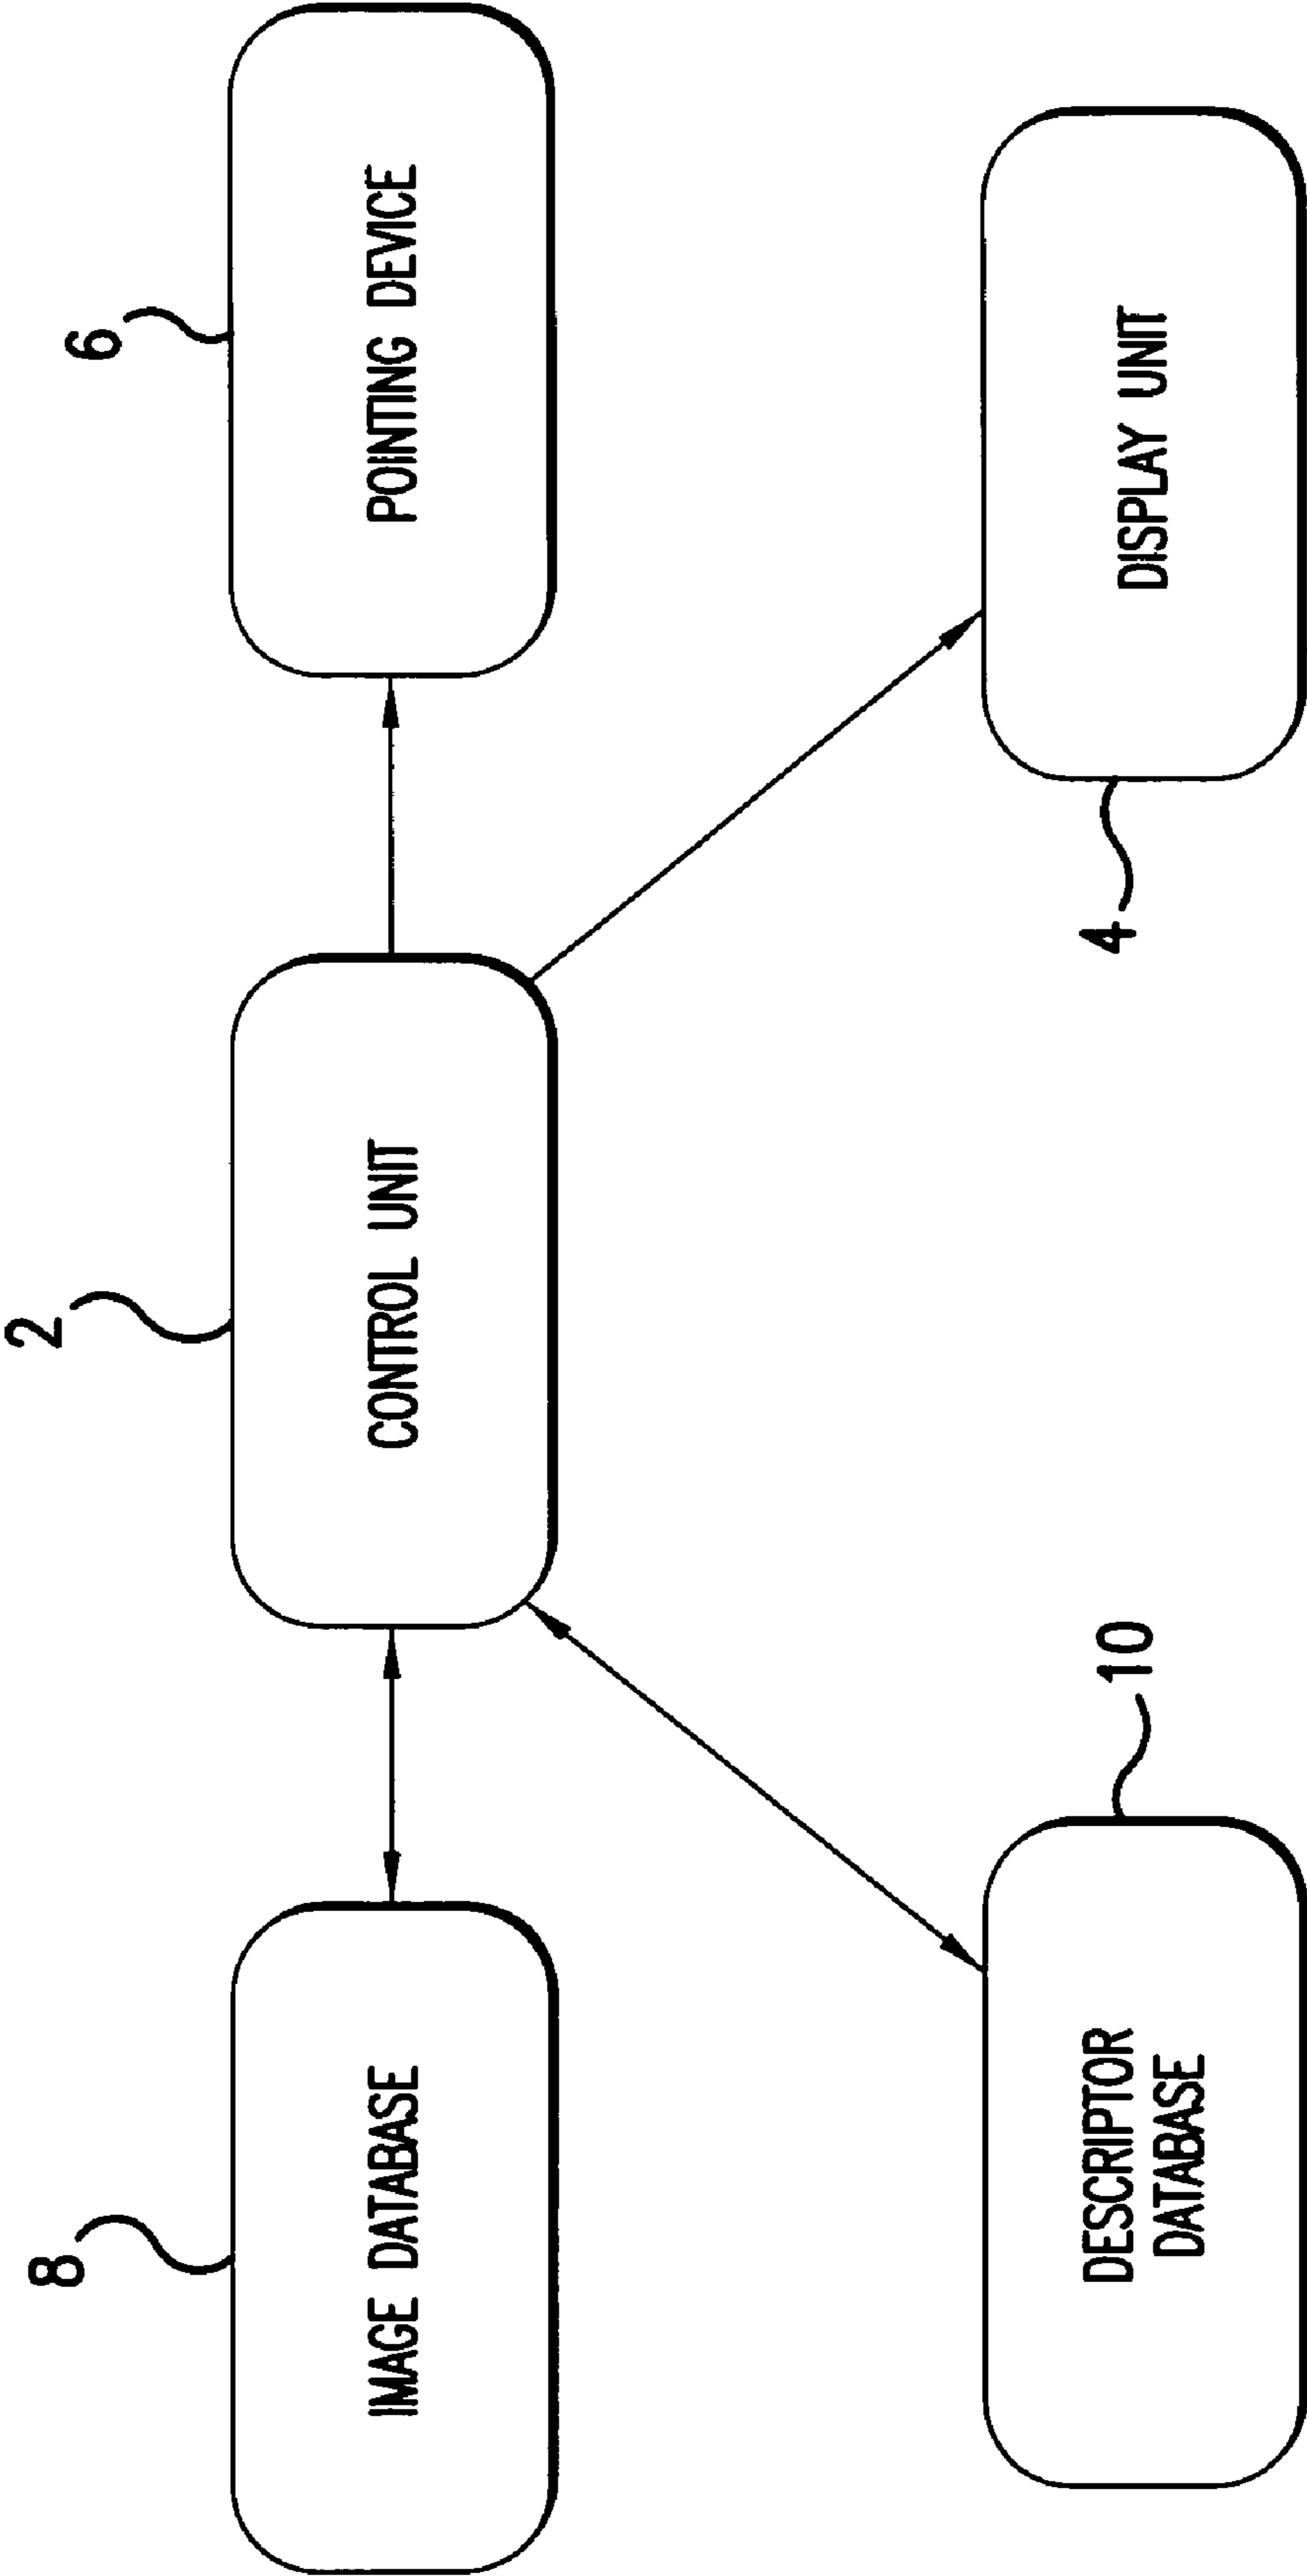 8
IMAGE DATABASE
2
CONTROL UNIT
6
POINTING DEVICE
10
DESCRIPTOR
DATABASE
4
DISPLAY UNIT